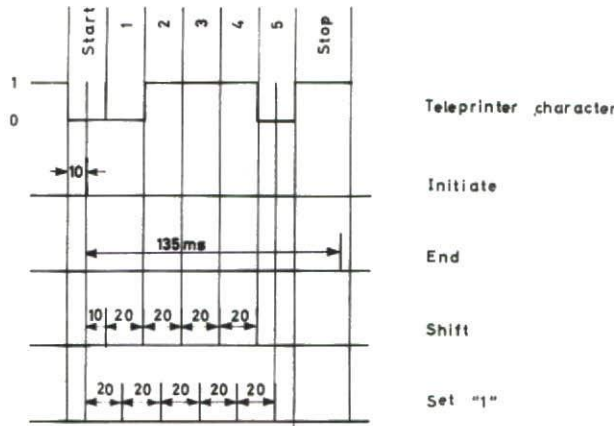 Start 1 2 3 4 5 Stop
1
0
Teleprinter character
10
Initiate
135 ms
End
10 20 20 20 20
Shift
20 20 20 20 20
Set "1"